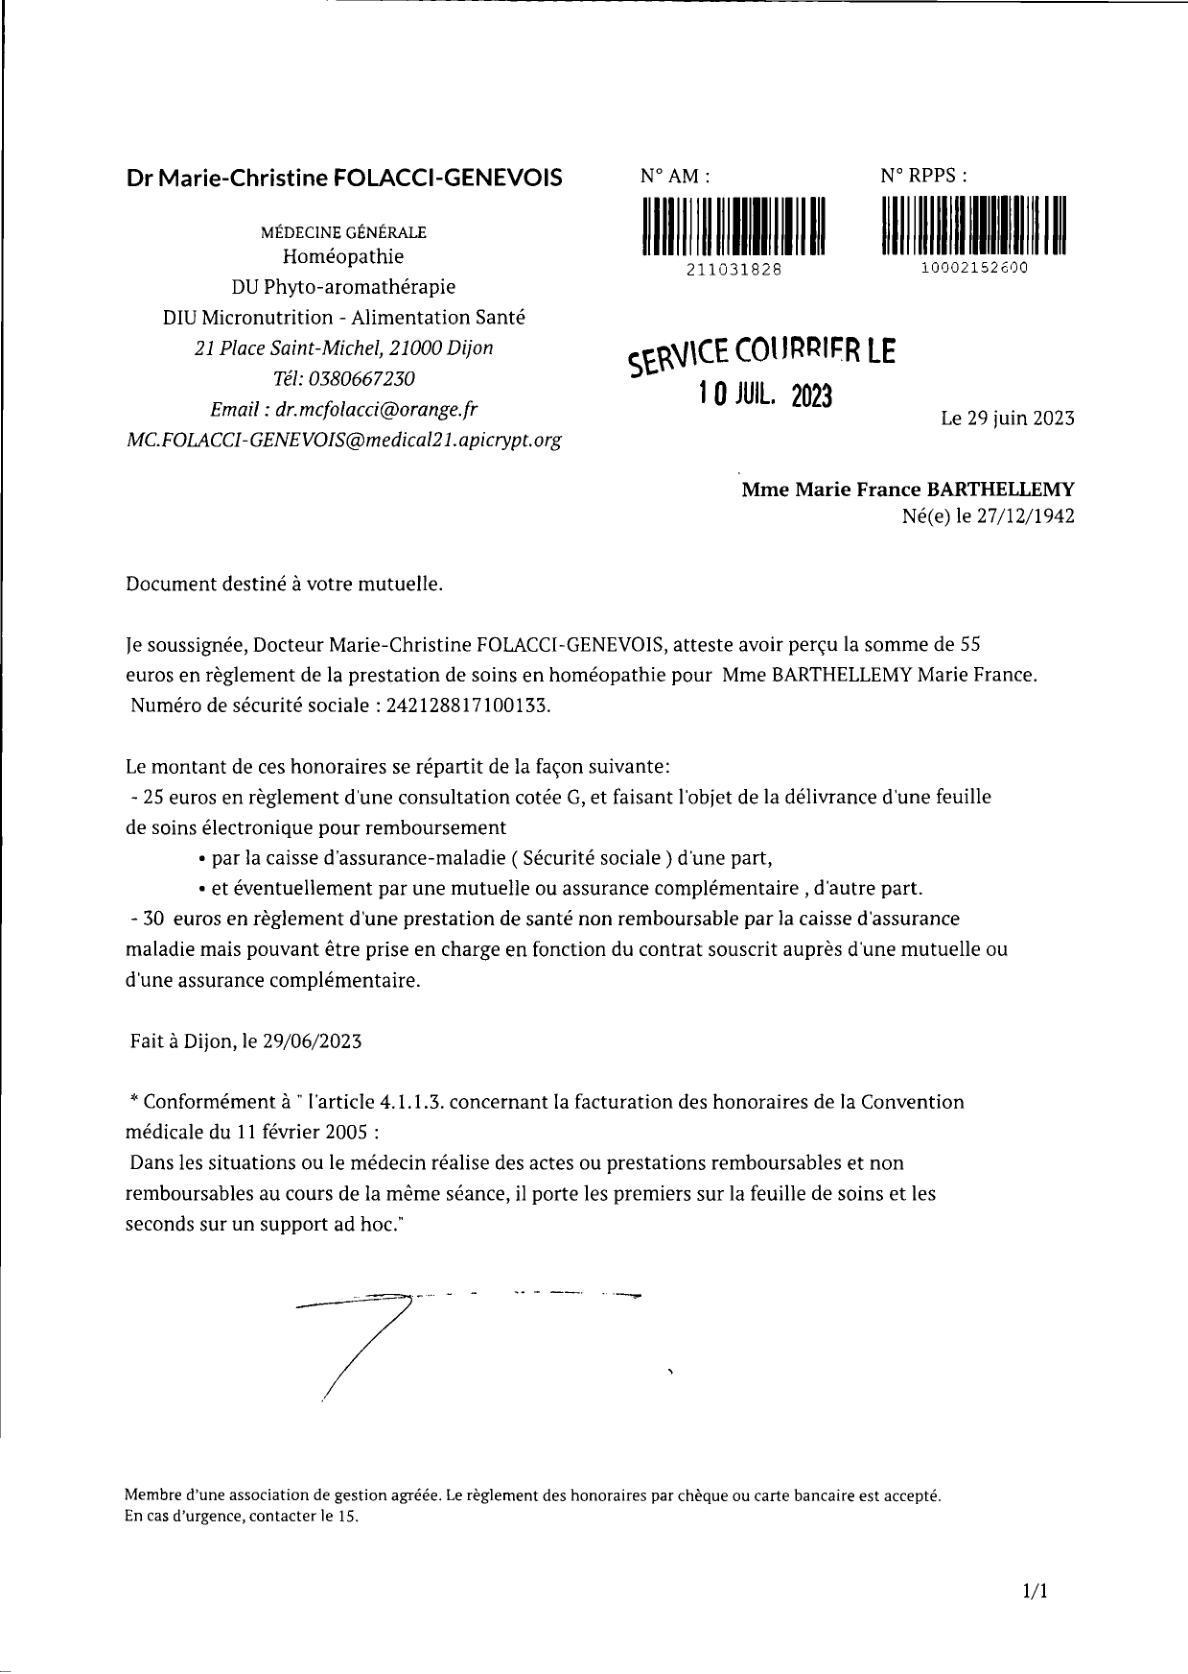 Dr Marie-Christine FOLACCI-GENEVOIS
MÉDECINE GÉNÉRALE
Homéopathie
DU Phyto-aromathérapie
DIU Micronutrition - Alimentation Santé
21 Place Saint-Michel, 21000 Dijon
Tél: 0380667230
Email : dr.mcfolacci@orange.fr
MC.FOLACCI-GENEVOIS@medical21.apicrypt.org
N° AM :
211031828
N° RPPS :
10002152600
SERVICE COURRIER LE
10 JUIL. 2023
Le 29 juin 2023
Mme Marie France BARTHELLEMY
Né(e) le 27/12/1942
Document destiné à votre mutuelle.
Je soussignée, Docteur Marie-Christine FOLACCI-GENEVOIS, atteste avoir perçu la somme de 55
euros en règlement de la prestation de soins en homéopathie pour Mme BARTHELLEMY Marie France.
Numéro de sécurité sociale : 242128817100133.
Le montant de ces honoraires se répartit de la façon suivante:
- 25 euros en règlement d'une consultation cotée G, et faisant l'objet de la délivrance d'une feuille
de soins électronique pour remboursement
• par la caisse d'assurance-maladie ( Sécurité sociale ) d'une part,
• et éventuellement par une mutuelle ou assurance complémentaire , d'autre part.
- 30 euros en règlement d'une prestation de santé non remboursable par la caisse d'assurance
maladie mais pouvant être prise en charge en fonction du contrat souscrit auprès d'une mutuelle ou
d'une assurance complémentaire.
Fait à Dijon, le 29/06/2023
* Conformément à " l'article 4.1.1.3. concernant la facturation des honoraires de la Convention
médicale du 11 février 2005 :
Dans les situations ou le médecin réalise des actes ou prestations remboursables et non
remboursables au cours de la même séance, il porte les premiers sur la feuille de soins et les
seconds sur un support ad hoc."
Membre d'une association de gestion agréée. Le règlement des honoraires par chèque ou carte bancaire est accepté.
En cas d'urgence, contacter le 15.
1/1